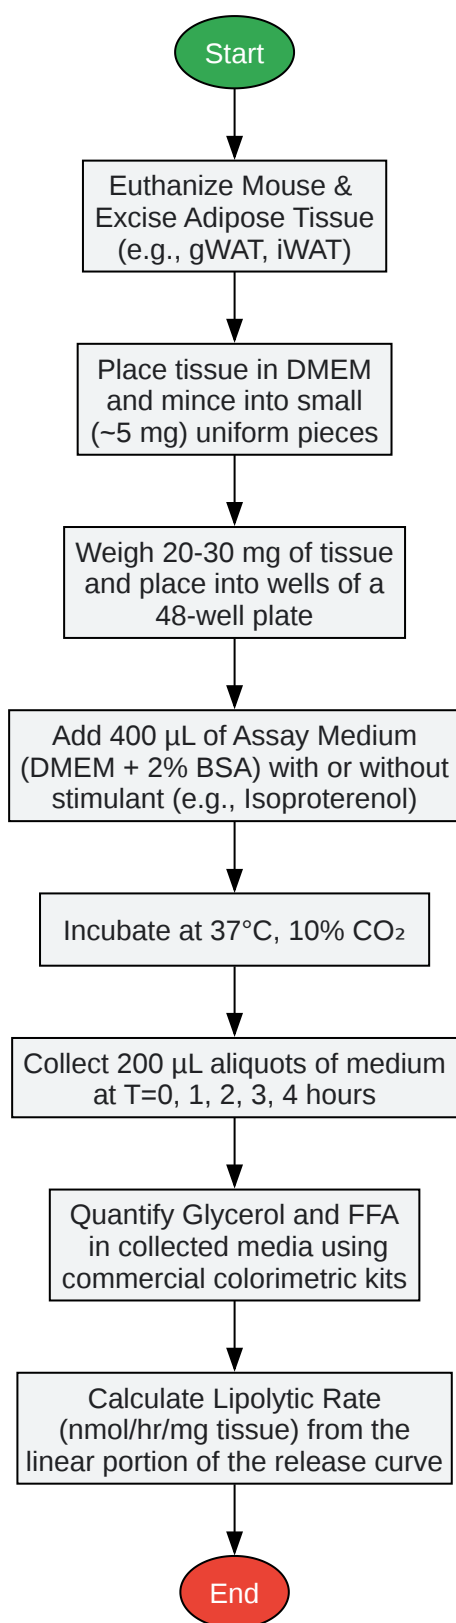 Start
Euthanize Mouse &
Excise Adipose Tissue
(e.g., gWAT, iWAT)
Place tissue in DMEM
and mince into small
(~5 mg) uniform pieces
Weigh 20-30 mg of tissue
and place into wells of a
48-well plate
Add 400 µL of Assay Medium
(DMEM + 2% BSA) with or without
stimulant (e.g., Isoproterenol)
Incubate at 37°C, 10% CO₂
Collect 200 µL aliquots of medium
at T=0, 1, 2, 3, 4 hours
Quantify Glycerol and FFA
in collected media using
commercial colorimetric kits
Calculate Lipolytic Rate
(nmol/hr/mg tissue) from the
linear portion of the release curve
End